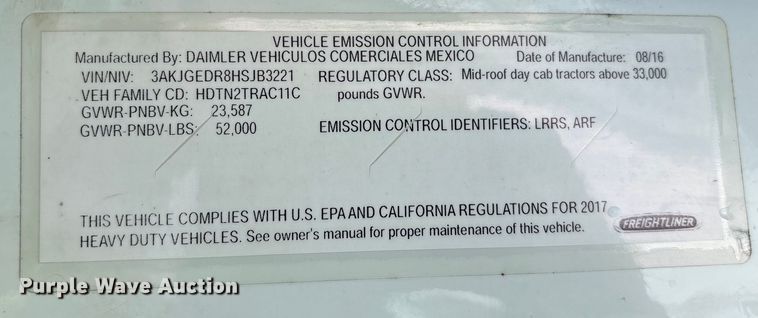 VEHICLE EMISSION CONTROL INFORMATION
Manufactured By: DAIMLER VEHICULOS COMERCIALES MEXICO Date of Manufacture: 08/16
VIN/NIV: 3AKJGEDR8HSJB3221 REGULATORY CLASS: Mid-roof day cab tractors above 33,000
VEH FAMILY CD: HDTN2TRAC11C pounds GVWR.
GVWR-PNBV-KG: 23,587
GVWR-PNBV-LBS: 52,000 EMISSION CONTROL IDENTIFIERS: LRRS, ARF
THIS VEHICLE COMPLIES WITH U.S. EPA AND CALIFORNIA REGULATIONS FOR 2017
HEAVY DUTY VEHICLES. See owner's manual for proper maintenance of this vehicle.
FREIGHTLINER
Purple Wave Auction